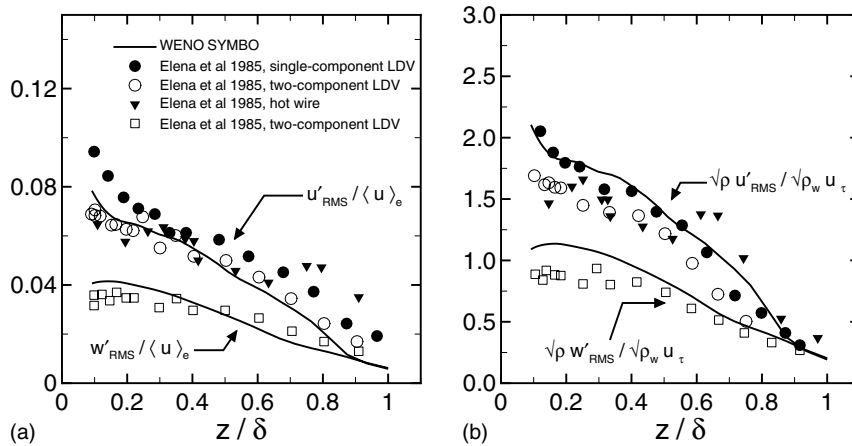 0.12
0.08
0.04
0
WENO SYMBO
Elena et al 1985, single-component LDV
Elena et al 1985, two-component LDV
Elena et al 1985, hot wire
Elena et al 1985, two-component LDV
u′RMS / ⟨ u ⟩e
w′RMS / ⟨ u ⟩e
0 0.2 0.4 0.6 0.8 1
z / δ
(a)
3.0
2.5
2.0
1.5
1.0
0.5
0.0
√ρ u′RMS / √ρw uτ
√ρ w′RMS / √ρw uτ
0 0.2 0.4 0.6 0.8 1
z / δ
(b)